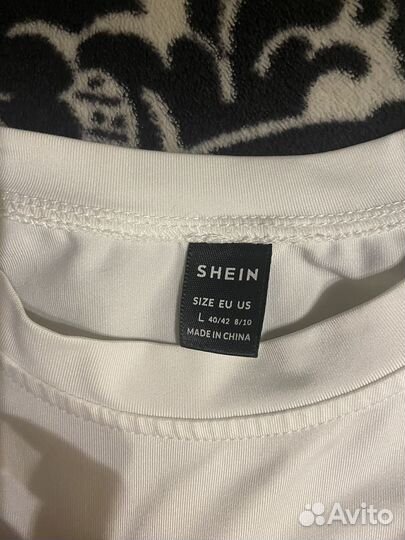 SHEIN
SIZE EU US
L 40/42 8/10
MADE IN CHINA
Avito